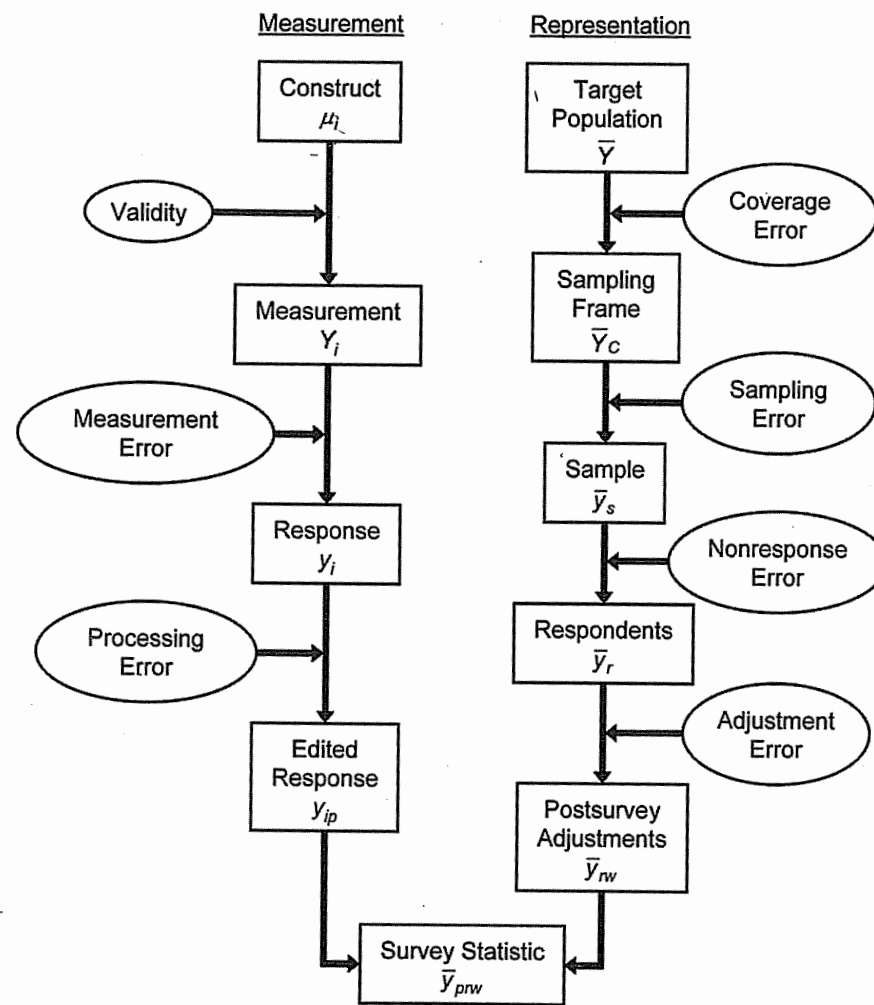 Measurement
Representation
Construct
μi
Target
Population
Ȳ
Validity
Coverage
Error
Measurement
Yi
Sampling
Frame
ȲC
Measurement
Error
Sampling
Error
Response
yi
Sample
ȳs
Nonresponse
Error
Processing
Error
Respondents
ȳr
Adjustment
Error
Edited
Response
yip
Postsurvey
Adjustments
ȳrw
Survey Statistic
ȳprw